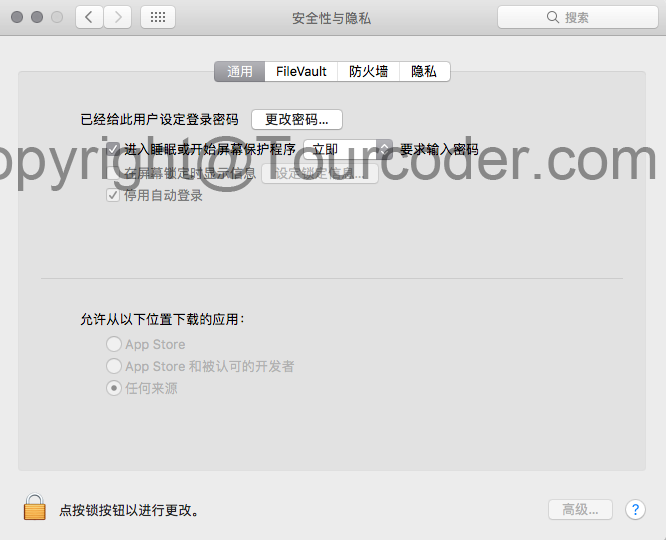 安全性与隐私
搜索
通用 FileVault 防火墙 隐私
已经给此用户设定登录密码 更改密码...
进入睡眠或开始屏幕保护程序 立即 要求输入密码
opyright@Tourcoder.com
在屏幕锁定时显示信息 设定锁定信息...
停用自动登录
允许从以下位置下载的应用：
App Store
App Store 和被认可的开发者
任何来源
点按锁按钮以进行更改。
高级... ?